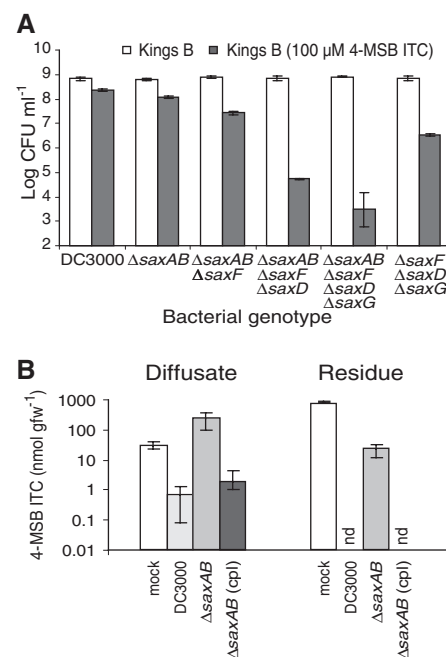 A
Kings B
Kings B (100 µM 4-MSB ITC)
Log CFU ml⁻¹
10
9
8
7
6
5
4
3
2
DC3000
ΔsaxAB
ΔsaxAB ΔsaxF
ΔsaxAB ΔsaxF ΔsaxD
ΔsaxAB ΔsaxF ΔsaxD ΔsaxG
ΔsaxF ΔsaxD ΔsaxG
Bacterial genotype
B
Diffusate
Residue
4-MSB ITC (nmol gfw⁻¹)
1000
100
10
1
0.1
0.01
nd
nd
mock
DC3000
ΔsaxAB
ΔsaxAB (cpl)
mock
DC3000
ΔsaxAB
ΔsaxAB (cpl)